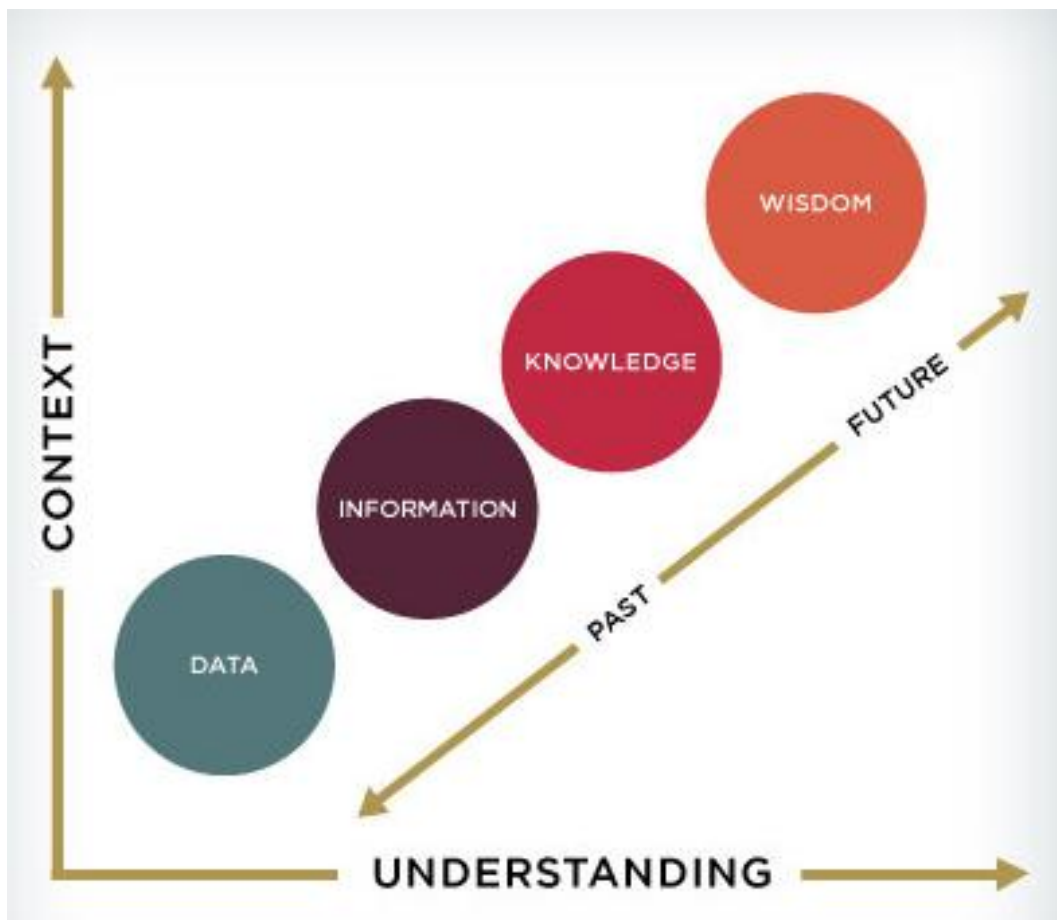 WISDOM
KNOWLEDGE
FUTURE
CONTEXT
INFORMATION
PAST
DATA
UNDERSTANDING